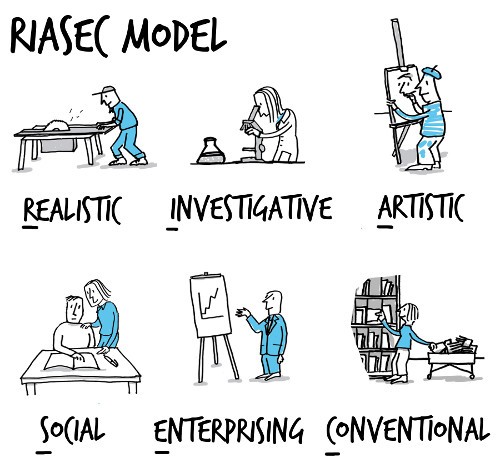 RIASEC MODEL
REALISTIC
INVESTIGATIVE
ARTISTIC
SOCIAL
ENTERPRISING
CONVENTIONAL